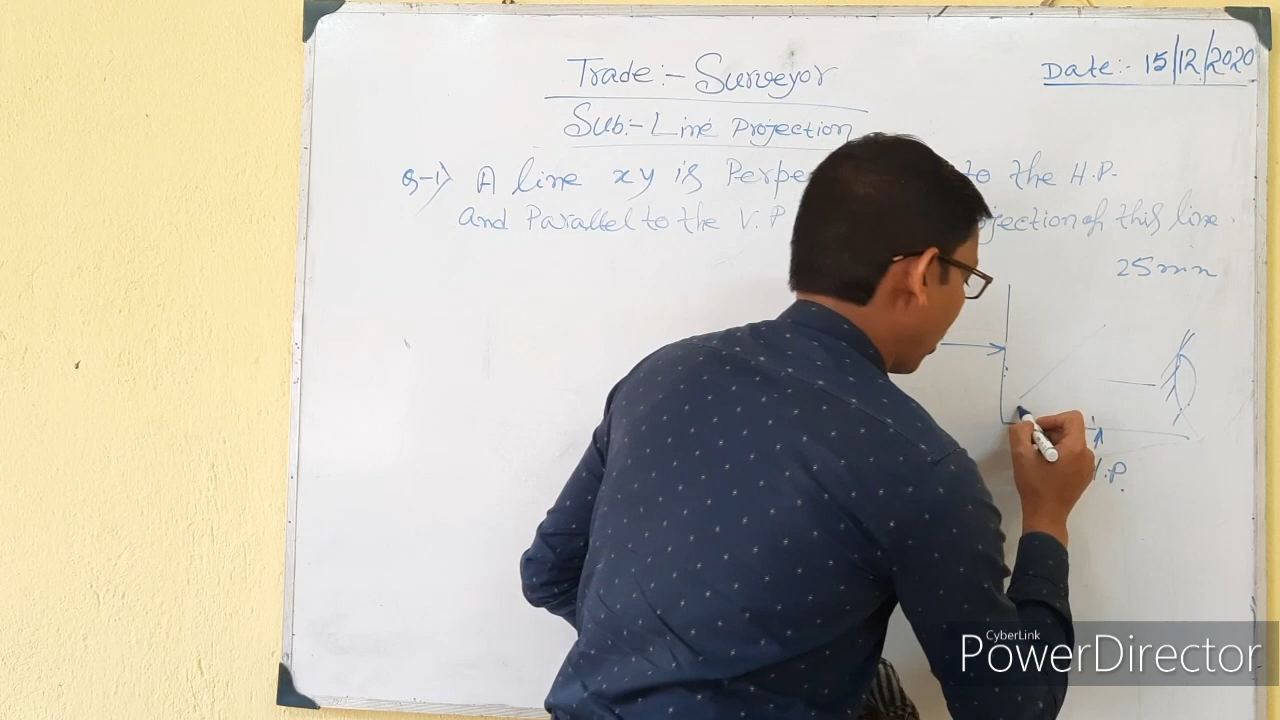 Trade:- Surveyor
Date:- 15/12/2020
Sub:- Line Projection
Q-1) A line xy is Perpe to the H.P.
and Parallel to the V.P jection of this line.
25mm
.P.
CyberLink
PowerDirector